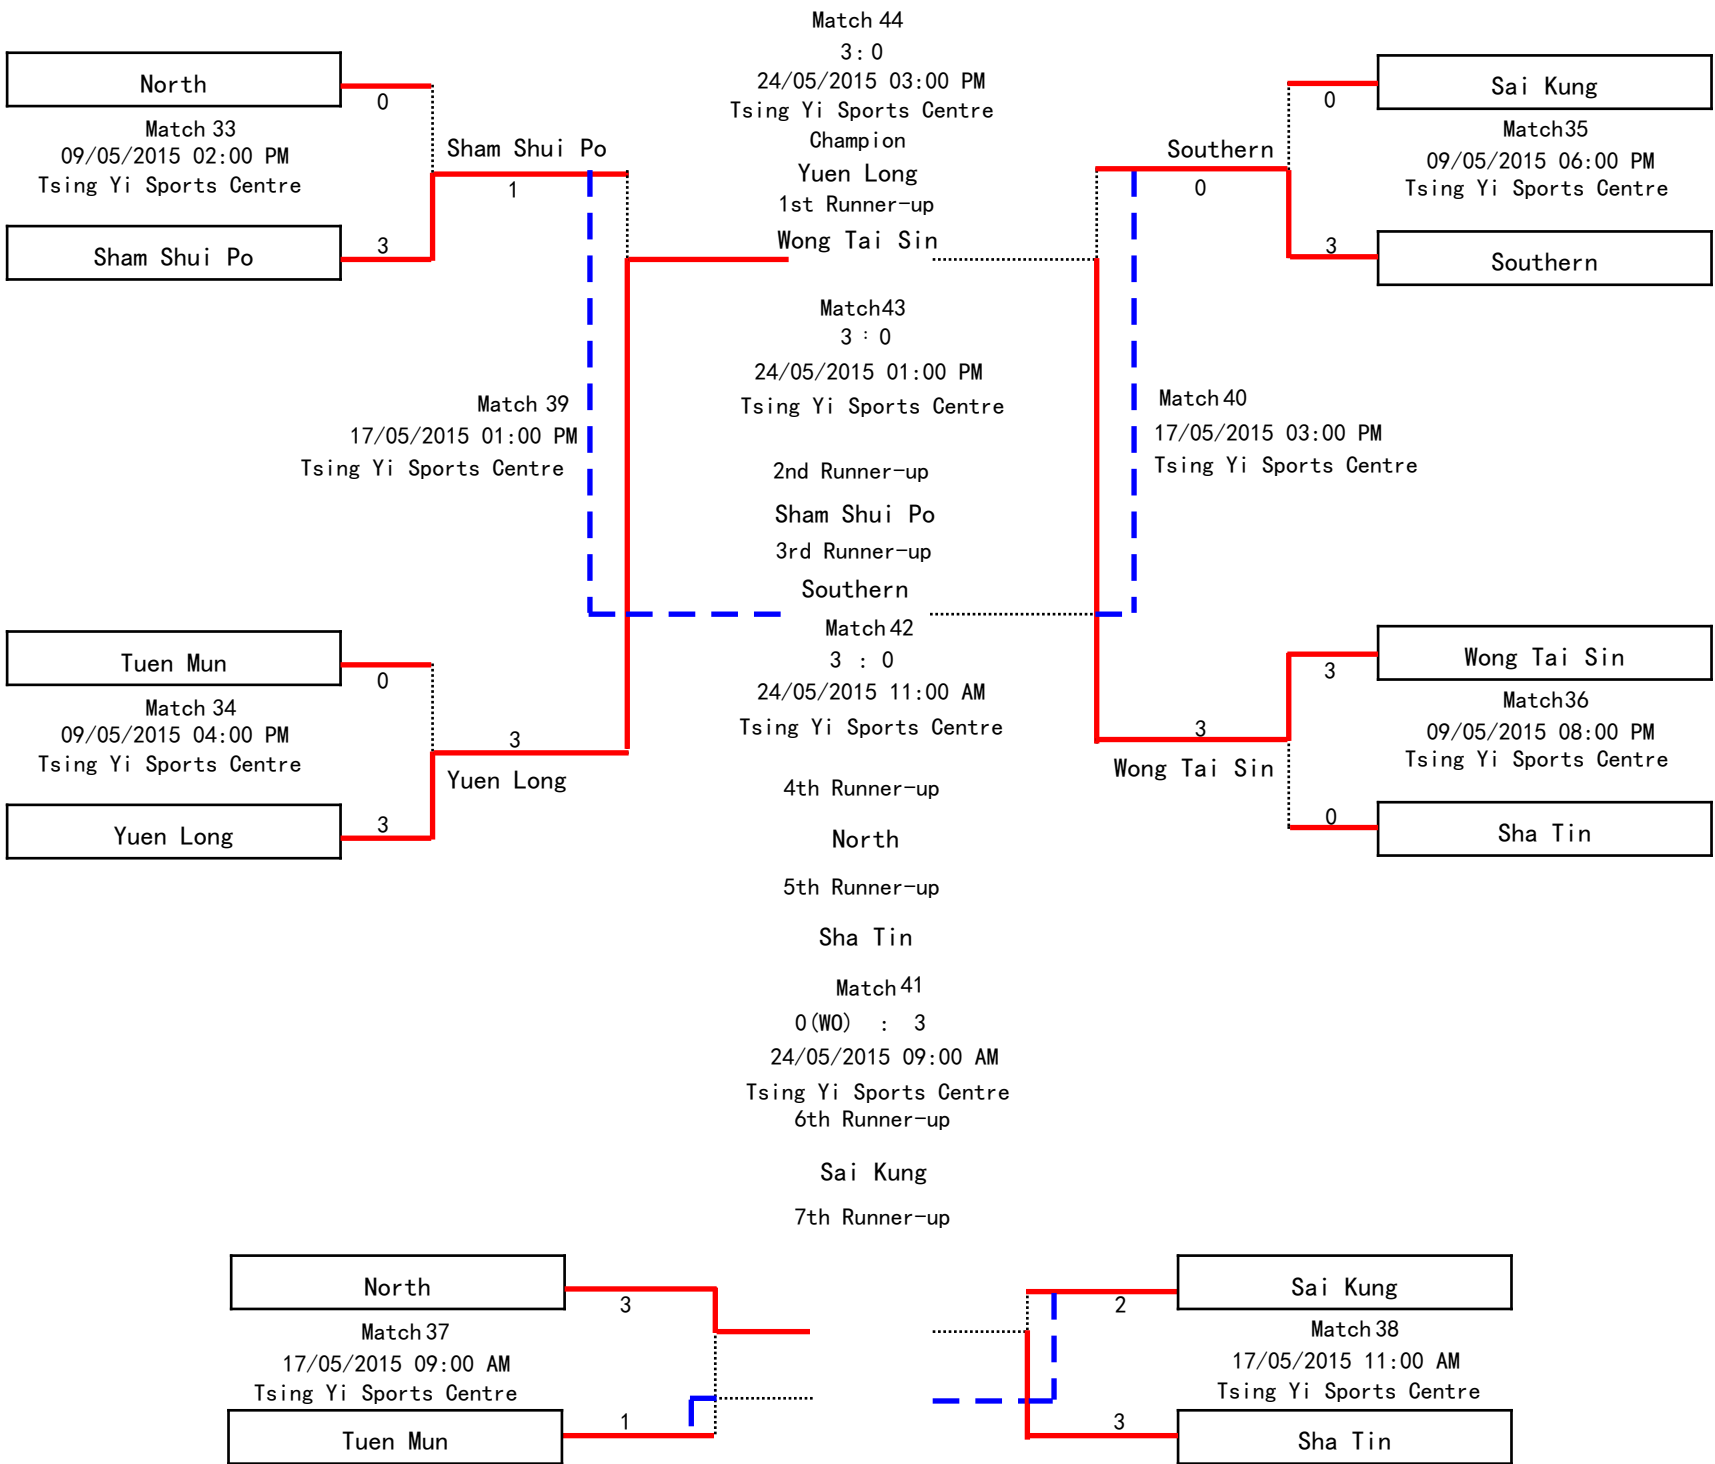 North
0
Match 33
09/05/2015 02:00 PM
Tsing Yi Sports Centre
Sham Shui Po
3
Sham Shui Po
1
Match 39
17/05/2015 01:00 PM
Tsing Yi Sports Centre
Tuen Mun
0
Match 34
09/05/2015 04:00 PM
Tsing Yi Sports Centre
Yuen Long
3
3
Yuen Long
Match 44
3:0
24/05/2015 03:00 PM
Tsing Yi Sports Centre
Champion
Yuen Long
1st Runner-up
Wong Tai Sin
Match43
3 : 0
24/05/2015 01:00 PM
Tsing Yi Sports Centre
2nd Runner-up
Sham Shui Po
3rd Runner-up
Southern
Match 42
3 : 0
24/05/2015 11:00 AM
Tsing Yi Sports Centre
4th Runner-up
North
5th Runner-up
Sha Tin
Match 41
0(WO) : 3
24/05/2015 09:00 AM
Tsing Yi Sports Centre
6th Runner-up
Sai Kung
7th Runner-up
Sai Kung
0
Match35
09/05/2015 06:00 PM
Tsing Yi Sports Centre
Southern
3
Southern
0
Match 40
17/05/2015 03:00 PM
Tsing Yi Sports Centre
Wong Tai Sin
3
Match36
09/05/2015 08:00 PM
Tsing Yi Sports Centre
Sha Tin
0
3
Wong Tai Sin
North
3
Match 37
17/05/2015 09:00 AM
Tsing Yi Sports Centre
Tuen Mun
1
Sai Kung
2
Match 38
17/05/2015 11:00 AM
Tsing Yi Sports Centre
Sha Tin
3